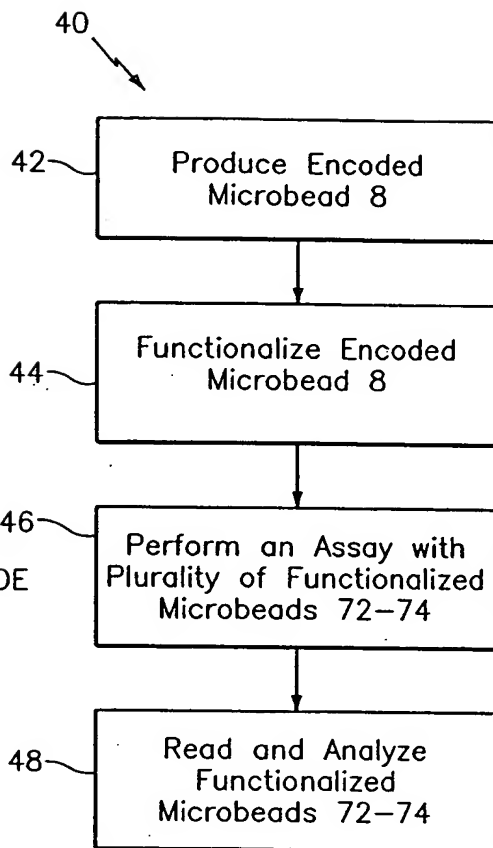 40
42
Produce Encoded
Microbead 8
44
Functionalize Encoded
Microbead 8
46
DE
Perform an Assay with
Plurality of Functionalized
Microbeads 72–74
48
Read and Analyze
Functionalized
Microbeads 72–74